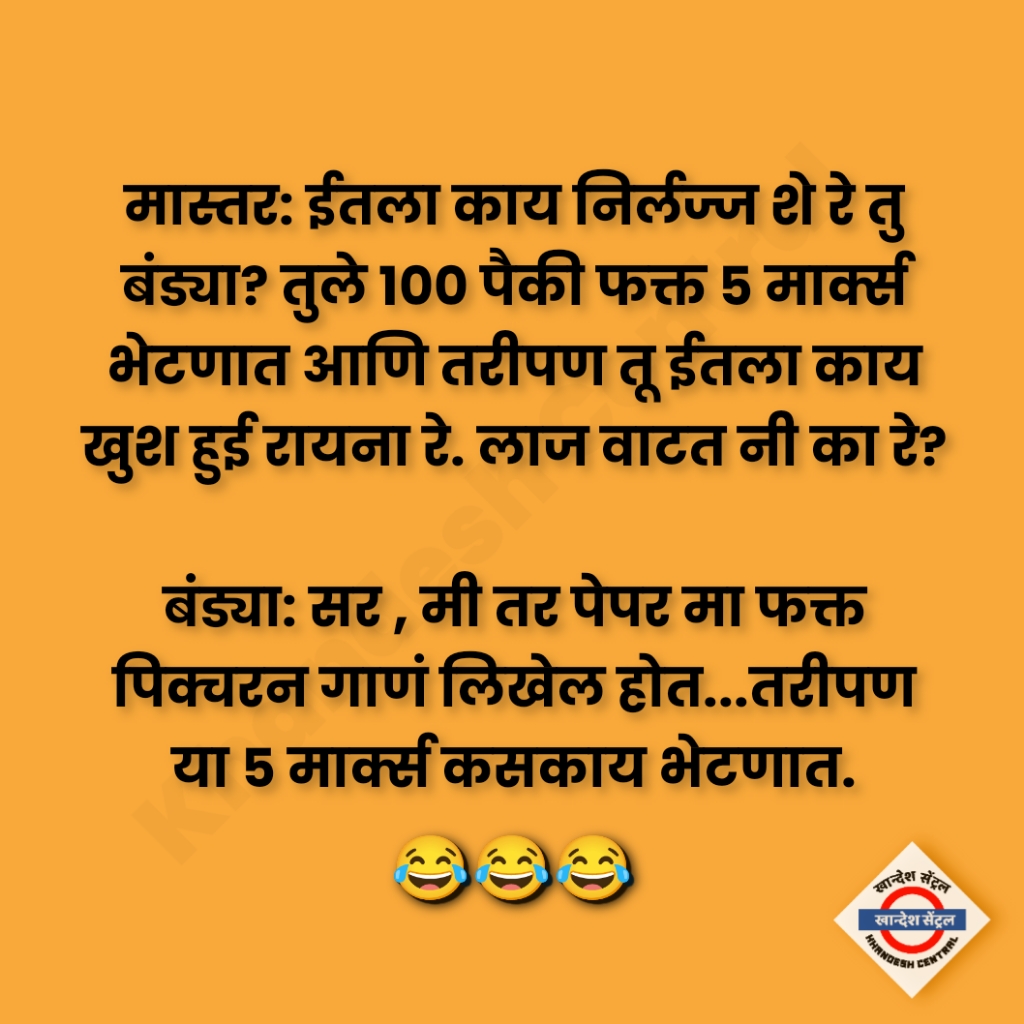 मास्तर: ईतला काय निर्लज्ज शे रे तु
बंड्या? तुले 100 पैकी फक्त 5 मार्क्स
भेटणात आणि तरीपण तू ईतला काय
खुश हुई रायना रे. लाज वाटत नी का रे?
बंड्या: सर , मी तर पेपर मा फक्त
पिक्चरन गाणं लिखेल होत...तरीपण
या 5 मार्क्स कसकाय भेटणात.
खान्देश सेंट्रल
खान्देश सेंट्रल
KHANDESH CENTRAL